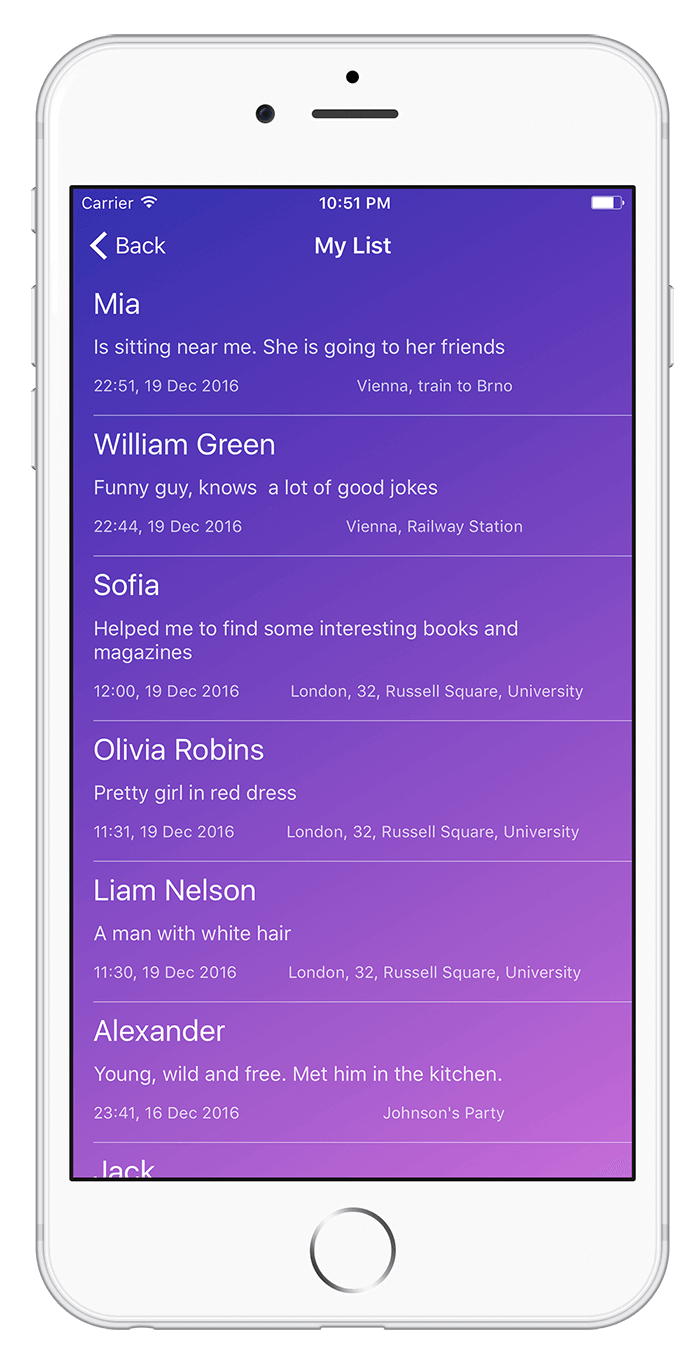 Carrier 10:51 PM
Back My List
Mia
Is sitting near me. She is going to her friends
22:51, 19 Dec 2016 Vienna, train to Brno
William Green
Funny guy, knows  a lot of good jokes
22:44, 19 Dec 2016 Vienna, Railway Station
Sofia
Helped me to find some interesting books and
magazines
12:00, 19 Dec 2016 London, 32, Russell Square, University
Olivia Robins
Pretty girl in red dress
11:31, 19 Dec 2016 London, 32, Russell Square, University
Liam Nelson
A man with white hair
11:30, 19 Dec 2016 London, 32, Russell Square, University
Alexander
Young, wild and free. Met him in the kitchen.
23:41, 16 Dec 2016 Johnson's Party
Jack